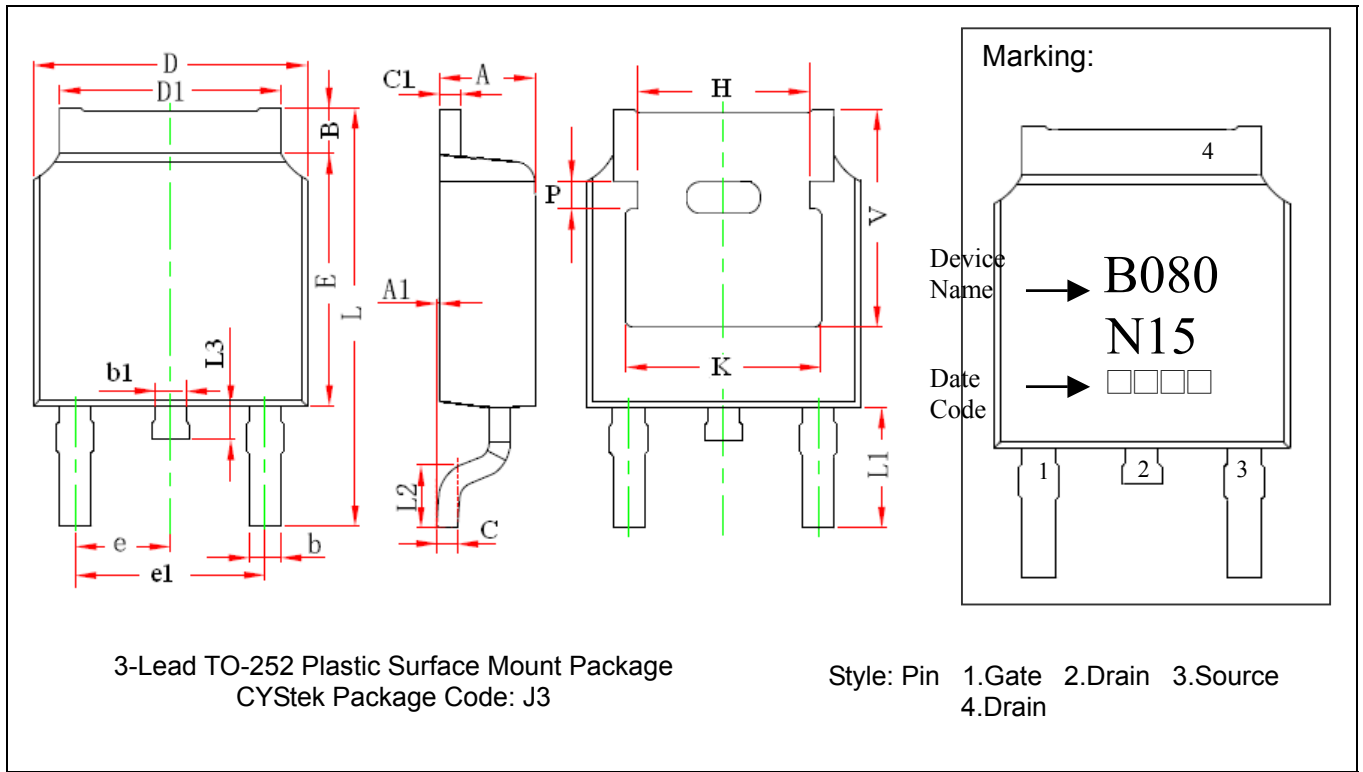 D
D1
B
E
L
L3
b1
e
e1
b
C1
A
A1
L2
C
H
P
V
K
L1
Marking:
4
Device
Name
B080
N15
Date
Code
□□□□
1
2
3
3-Lead TO-252 Plastic Surface Mount Package
CYStek Package Code: J3
Style: Pin 1.Gate 2.Drain 3.Source
4.Drain